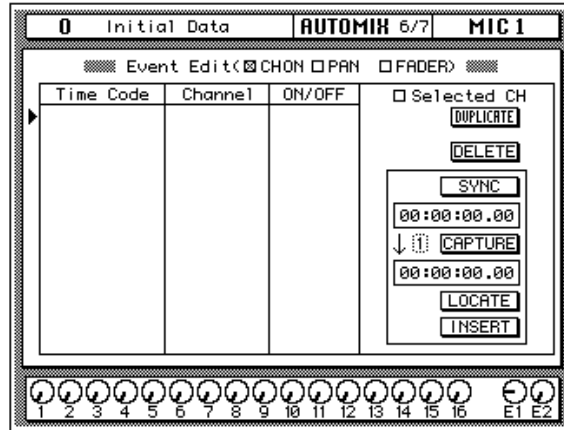 0 Initial Data AUTOMIX 6/7 MIC 1
Event Edit( CHON PAN FADER)
Time Code Channel ON/OFF Selected CH
DUPLICATE
DELETE
SYNC
00:00:00.00
1 CAPTURE
00:00:00.00
LOCATE
INSERT
1 2 3 4 5 6 7 8 9 10 11 12 13 14 15 16 E1 E2